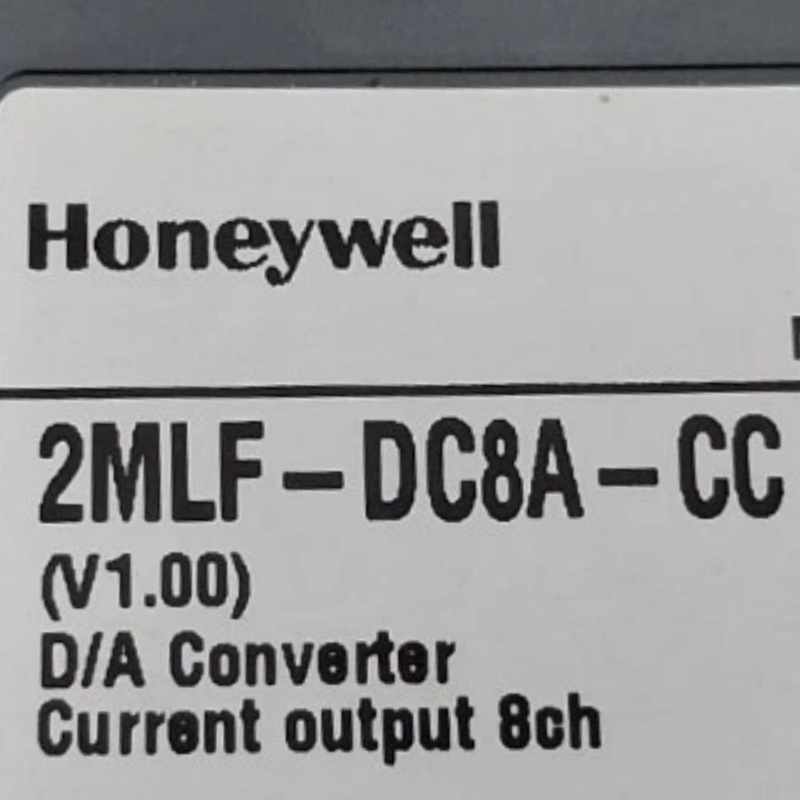 Honeywell
2MLF-DC8A-CC
(V1.00)
D/A Converter
Current output 8ch